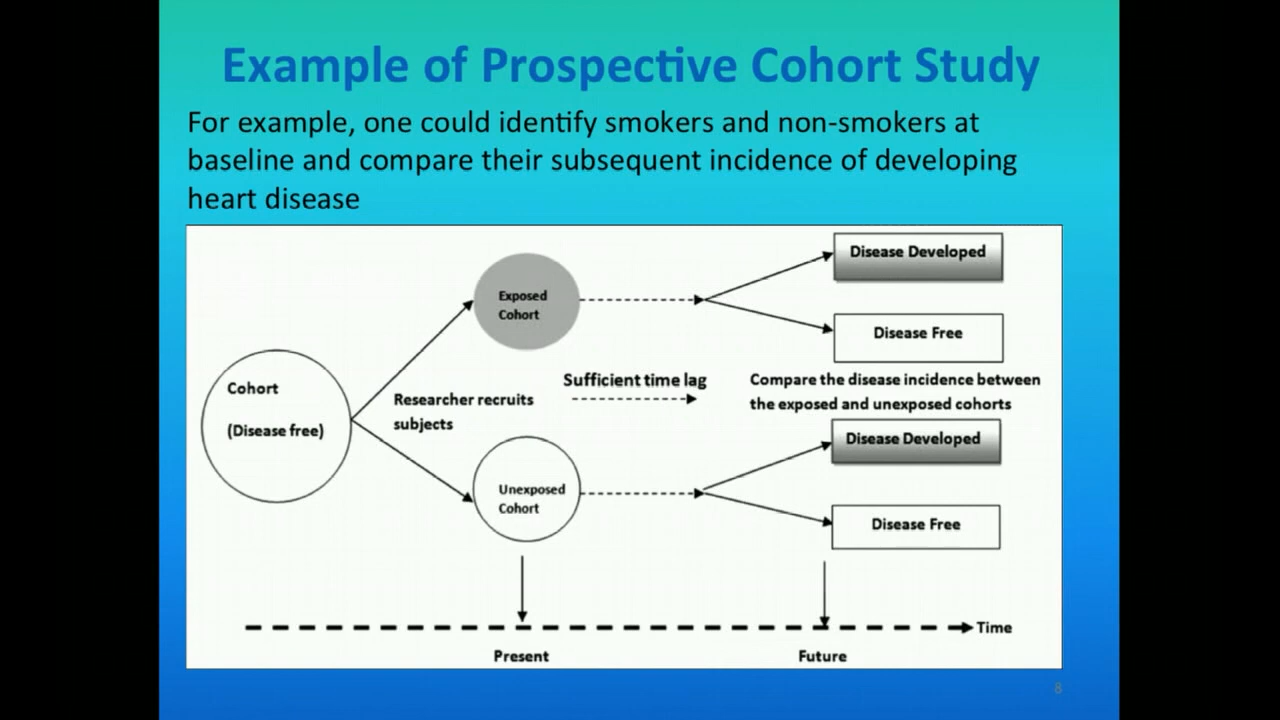 Example of Prospective Cohort Study
For example, one could identify smokers and non-smokers at
baseline and compare their subsequent incidence of developing
heart disease
Cohort
(Disease free)
Researcher recruits
subjects
Exposed
Cohort
Unexposed
Cohort
Sufficient time lag
Disease Developed
Disease Free
Compare the disease incidence between
the exposed and unexposed cohorts
Disease Developed
Disease Free
Time
Present
Future
8